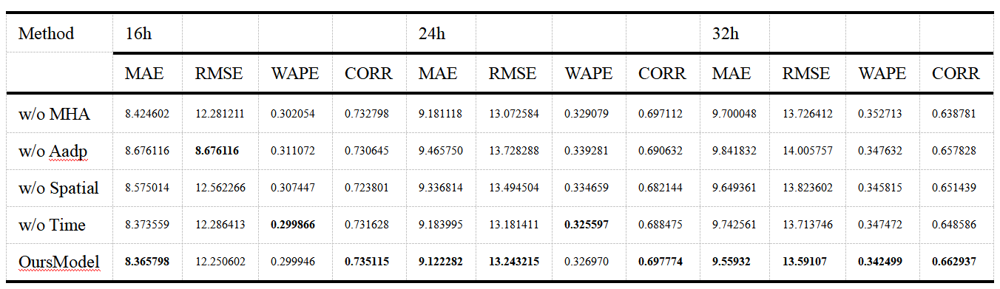 Method 16h 24h 32h
MAE RMSE WAPE CORR MAE RMSE WAPE CORR MAE RMSE WAPE CORR
w/o MHA 8.424602 12.281211 0.302054 0.732798 9.181118 13.072584 0.329079 0.697112 9.700048 13.726412 0.352713 0.638781
w/o Aadp 8.676116 8.676116 0.311072 0.730645 9.465750 13.728288 0.339281 0.690632 9.841832 14.005757 0.347632 0.657828
w/o Spatial 8.575014 12.562266 0.307447 0.723801 9.336814 13.494504 0.334659 0.682144 9.649361 13.823602 0.345815 0.651439
w/o Time 8.373559 12.286413 0.299866 0.731628 9.183995 13.181411 0.325597 0.688475 9.742561 13.713746 0.347472 0.648586
OursModel 8.365798 12.250602 0.299946 0.735115 9.122282 13.243215 0.326970 0.697774 9.55932 13.59107 0.342499 0.662937